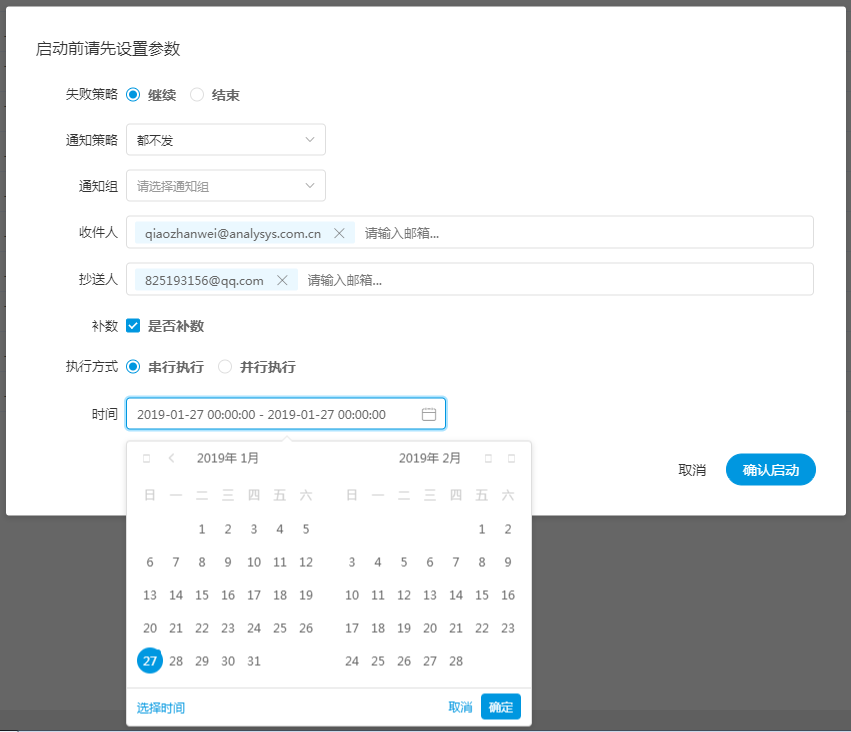 启动前请先设置参数
失败策略 继续 结束
通知策略 都不发
通知组 请选择通知组
收件人 qiaozhanwei@analysys.com.cn 请输入邮箱...
抄送人 825193156@qq.com 请输入邮箱...
补数 是否补数
执行方式 串行执行 并行执行
时间 2019-01-27 00:00:00 - 2019-01-27 00:00:00
取消 确认启动
2019年 1月
日 一 二 三 四 五 六
1 2 3 4 5
6 7 8 9 10 11 12
13 14 15 16 17 18 19
20 21 22 23 24 25 26
27 28 29 30 31
2019年 2月
日 一 二 三 四 五 六
1 2
3 4 5 6 7 8 9
10 11 12 13 14 15 16
17 18 19 20 21 22 23
24 25 26 27 28
选择时间 取消 确定